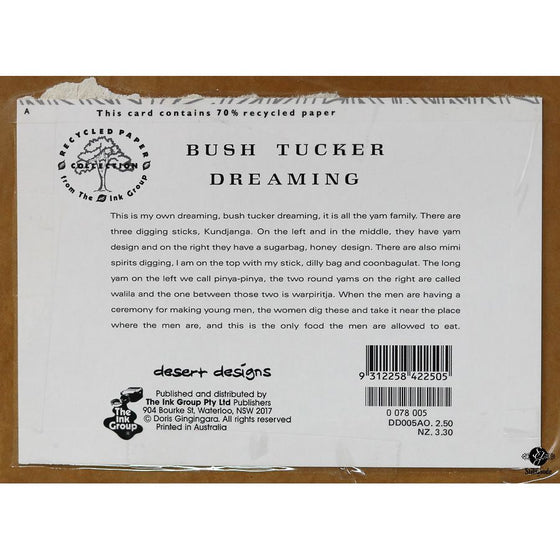 A
This card contains 70% recycled paper
RECYCLED PAPER
COLLECTION
from The Ink Group
BUSH TUCKER
DREAMING
This is my own dreaming, bush tucker dreaming, it is all the yam family. There are
three digging sticks, Kundjanga. On the left and in the middle, they have yam
design and on the right they have a sugarbag, honey design. There are also mimi
spirits digging, I am on the top with my stick, dilly bag and coonbagulat. The long
yam on the left we call pinya-pinya, the two round yams on the right are called
walila and the one between those two is warpiritja. When the men are having a
ceremony for making young men, the women dig these and take it near the place
where the men are, and this is the only food the men are allowed to eat.
desert designs
The
Ink
Group
Published and distributed by
The Ink Group Pty Ltd Publishers
904 Bourke St, Waterloo, NSW 2017
© Doris Gingingara. All rights reserved
Printed in Australia
9 312258 422505
0 078 005
DD005AO. 2.50
NZ. 3.30